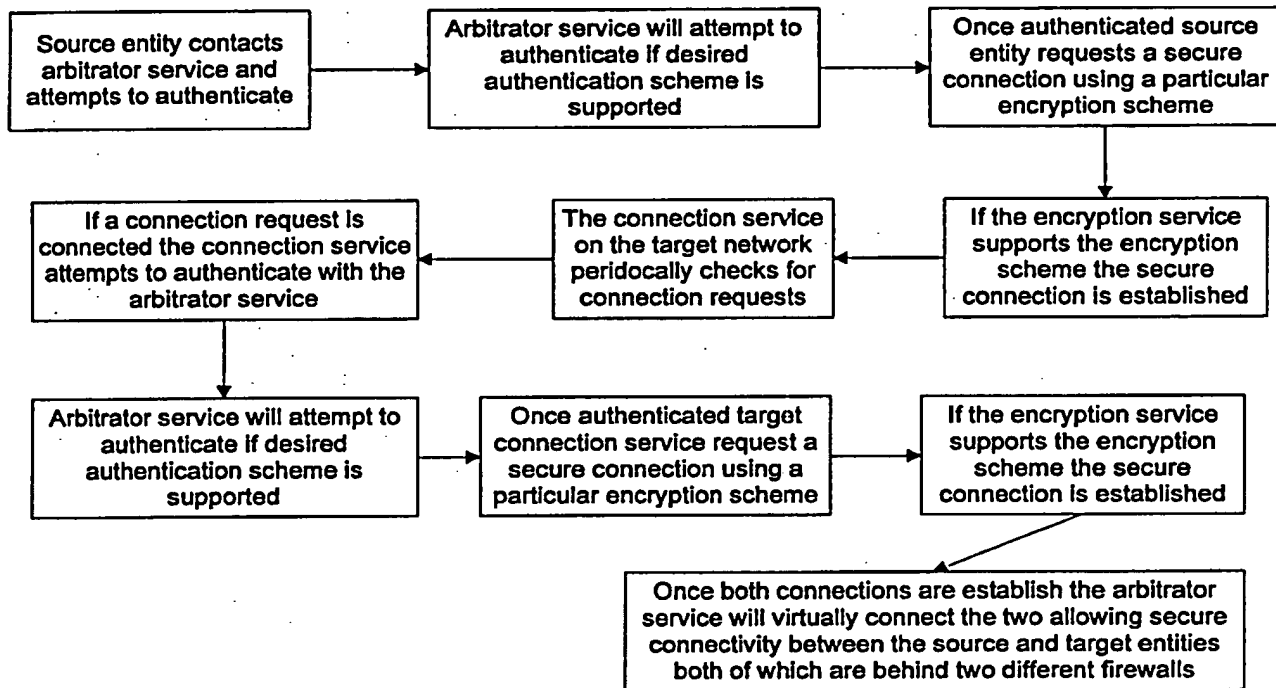 Source entity contacts
arbitrator service and
attempts to authenticate
Arbitrator service will attempt to
authenticate if desired
authentication scheme is
supported
Once authenticated source
entity requests a secure
connection using a particular
encryption scheme
If the encryption service
supports the encryption
scheme the secure
connection is established
The connection service
on the target network
peridocally checks for
connection requests
If a connection request is
connected the connection service
attempts to authenticate with the
arbitrator service
Arbitrator service will attempt to
authenticate if desired
authentication scheme is
supported
Once authenticated target
connection service request a
secure connection using a
particular encryption scheme
If the encryption service
supports the encryption
scheme the secure
connection is established
Once both connections are establish the arbitrator
service will virtually connect the two allowing secure
connectivity between the source and target entities
both of which are behind two different firewalls